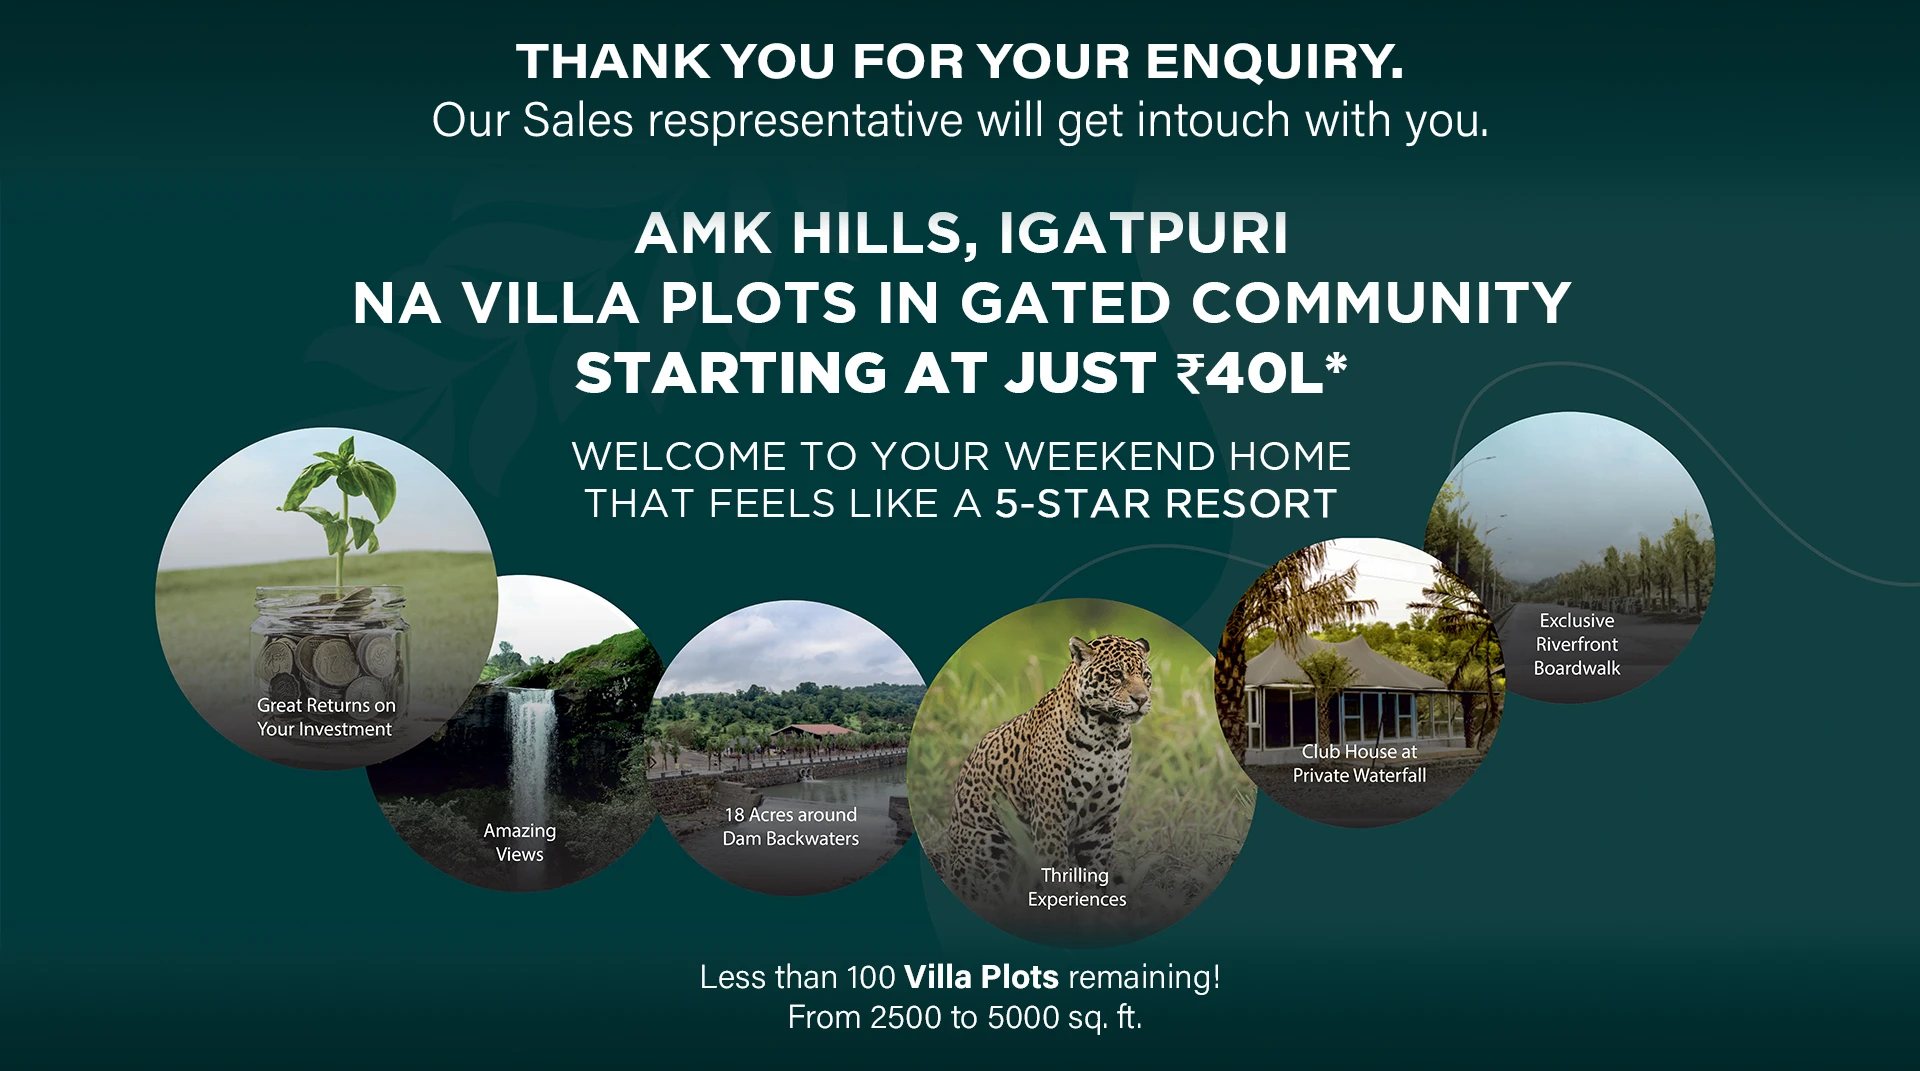 THANK YOU FOR YOUR ENQUIRY.
Our Sales respresentative will get intouch with you.
AMK HILLS, IGATPURI
NA VILLA PLOTS IN GATED COMMUNITY
STARTING AT JUST ₹40L*
WELCOME TO YOUR WEEKEND HOME
THAT FEELS LIKE A 5-STAR RESORT
Great Returns on
Your Investment
Amazing
Views
18 Acres around
Dam Backwaters
Thrilling
Experiences
Club House at
Private Waterfall
Exclusive
Riverfront
Boardwalk
Less than 100 Villa Plots remaining!
From 2500 to 5000 sq. ft.